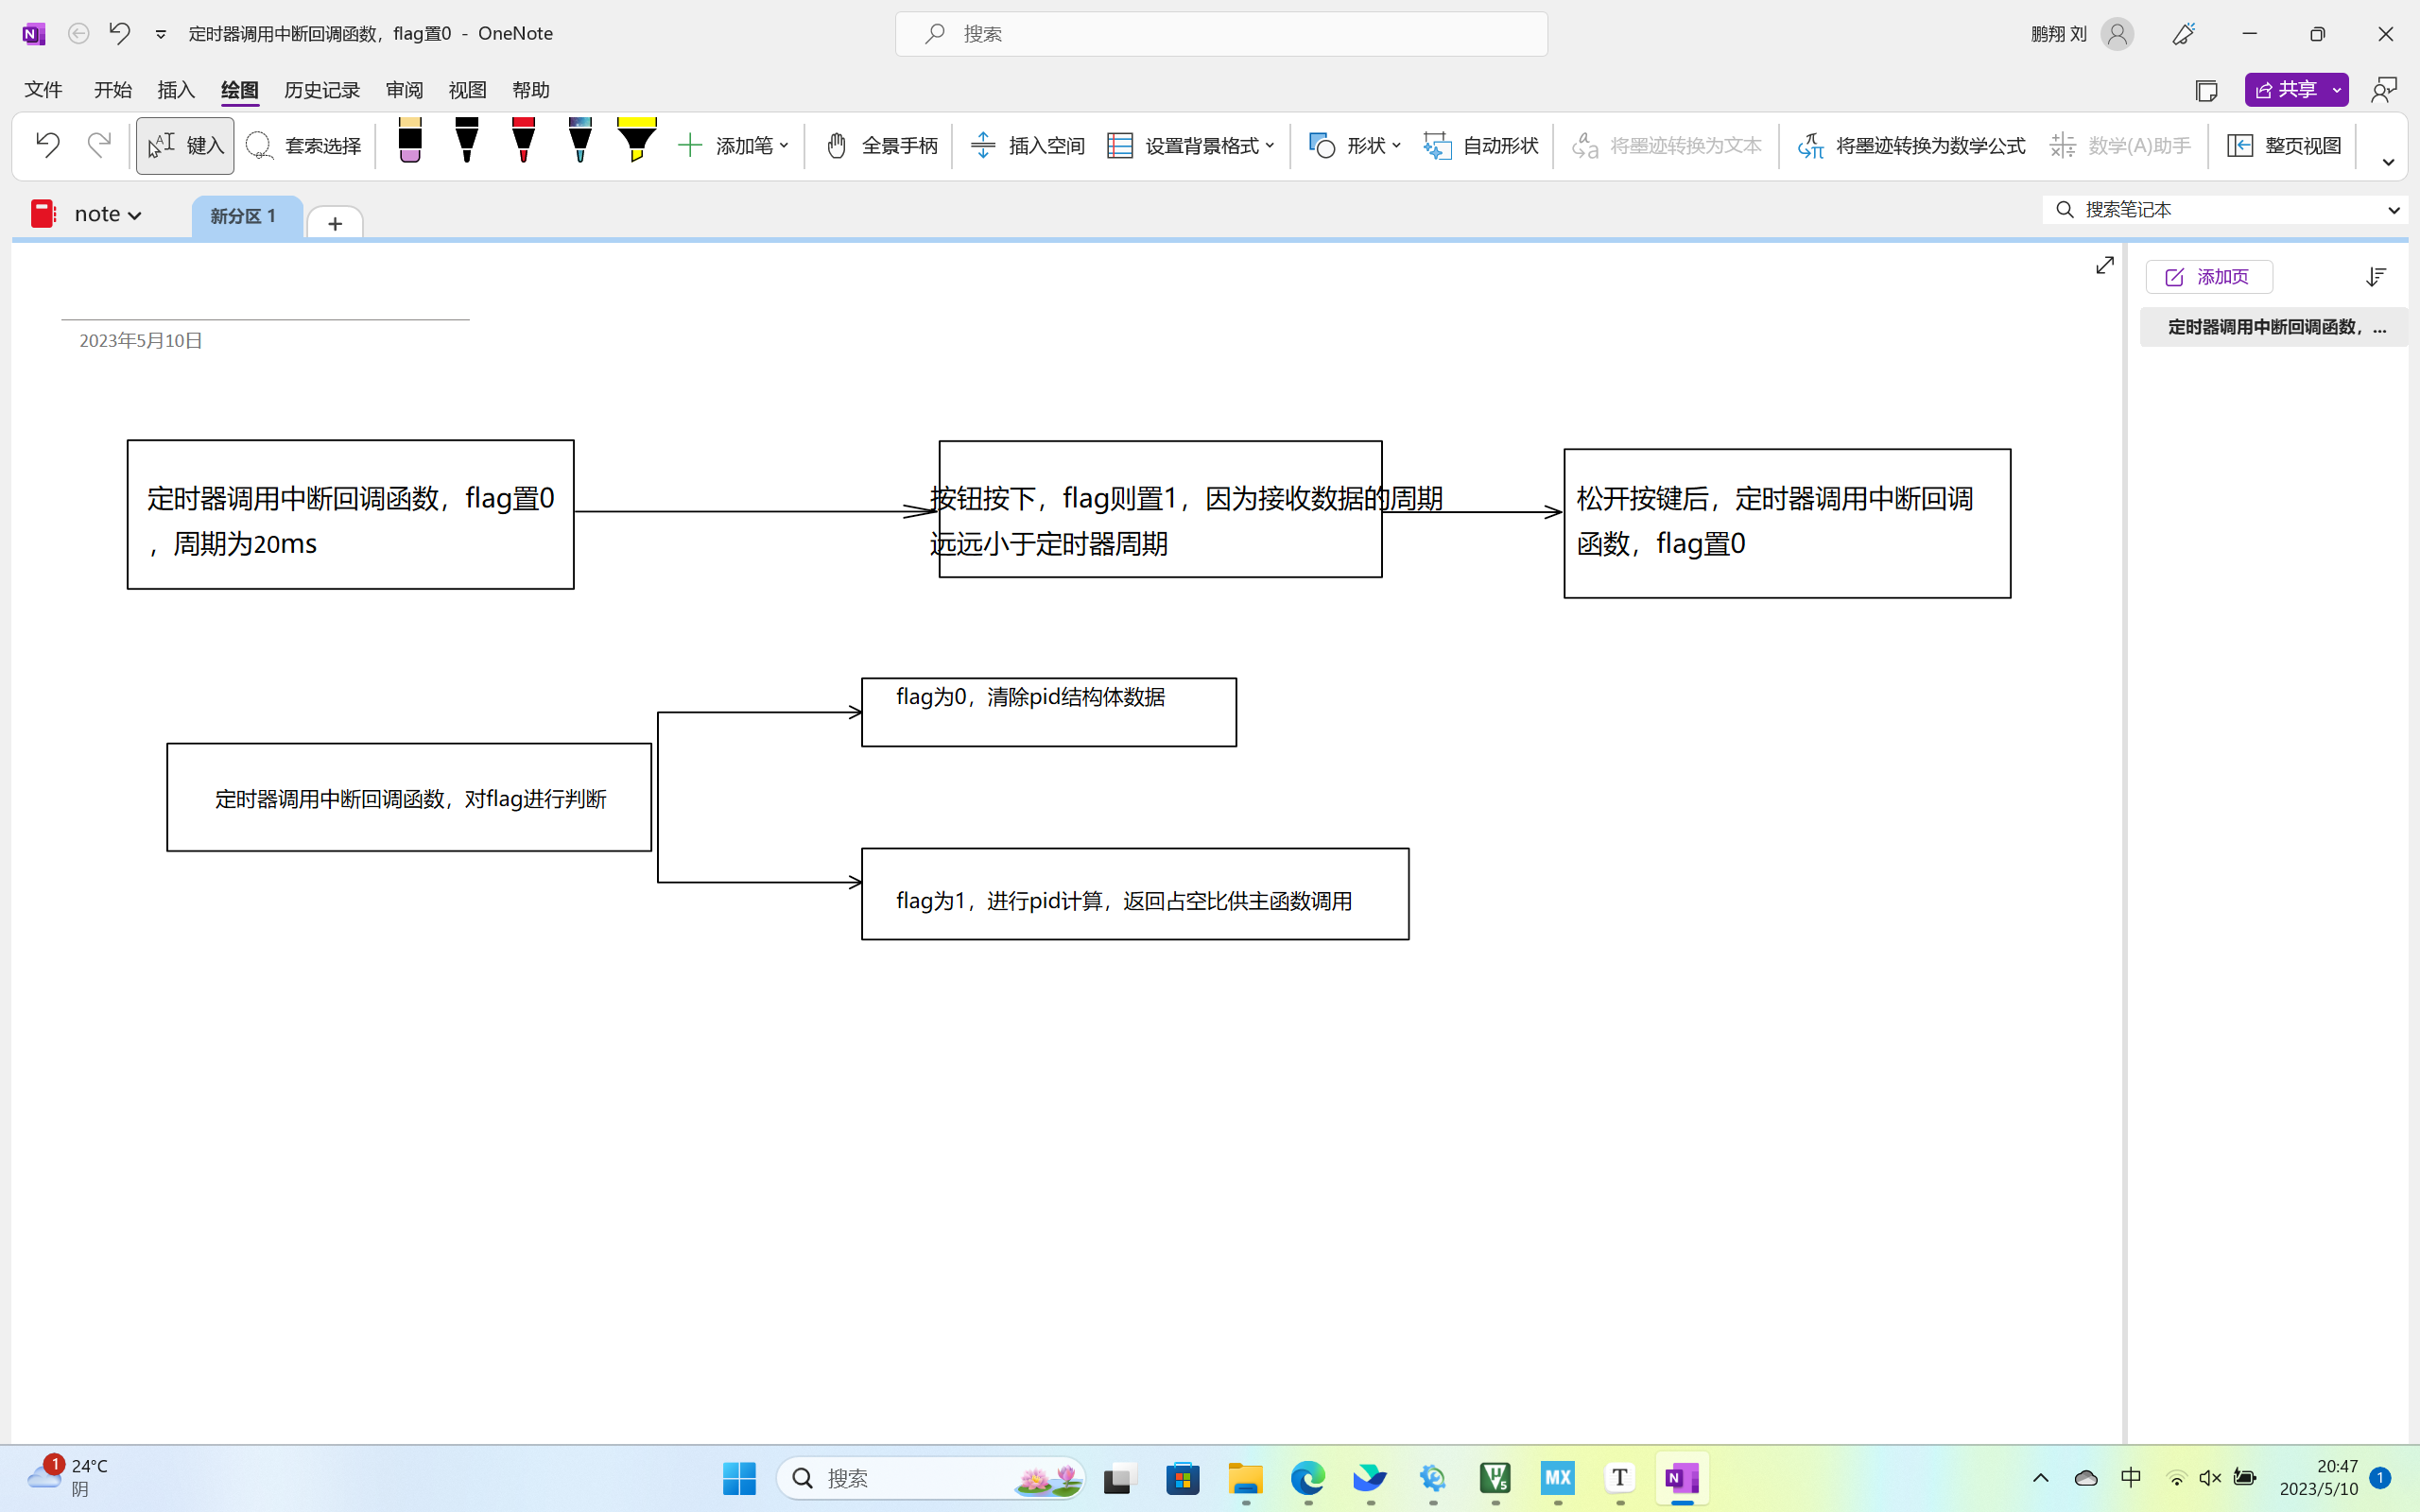 定时器调用中断回调函数，flag置0 - OneNote
搜索
鹏翔 刘
文件 开始 插入 绘图 历史记录 审阅 视图 帮助
共享
键入 套索选择 添加笔 全景手柄 插入空间 设置背景格式 形状 自动形状 将墨迹转换为文本 将墨迹转换为数学公式 数学(A)助手 整页视图
note 新分区 1
搜索笔记本
添加页
定时器调用中断回调函数，...
2023年5月10日
定时器调用中断回调函数，flag置0
，周期为20ms
按钮按下，flag则置1，因为接收数据的周期
远远小于定时器周期
松开按键后，定时器调用中断回调
函数，flag置0
flag为0，清除pid结构体数据
定时器调用中断回调函数，对flag进行判断
flag为1，进行pid计算，返回占空比供主函数调用
1
24°C
阴
搜索
MX
T
N
中
20:47
2023/5/10
1